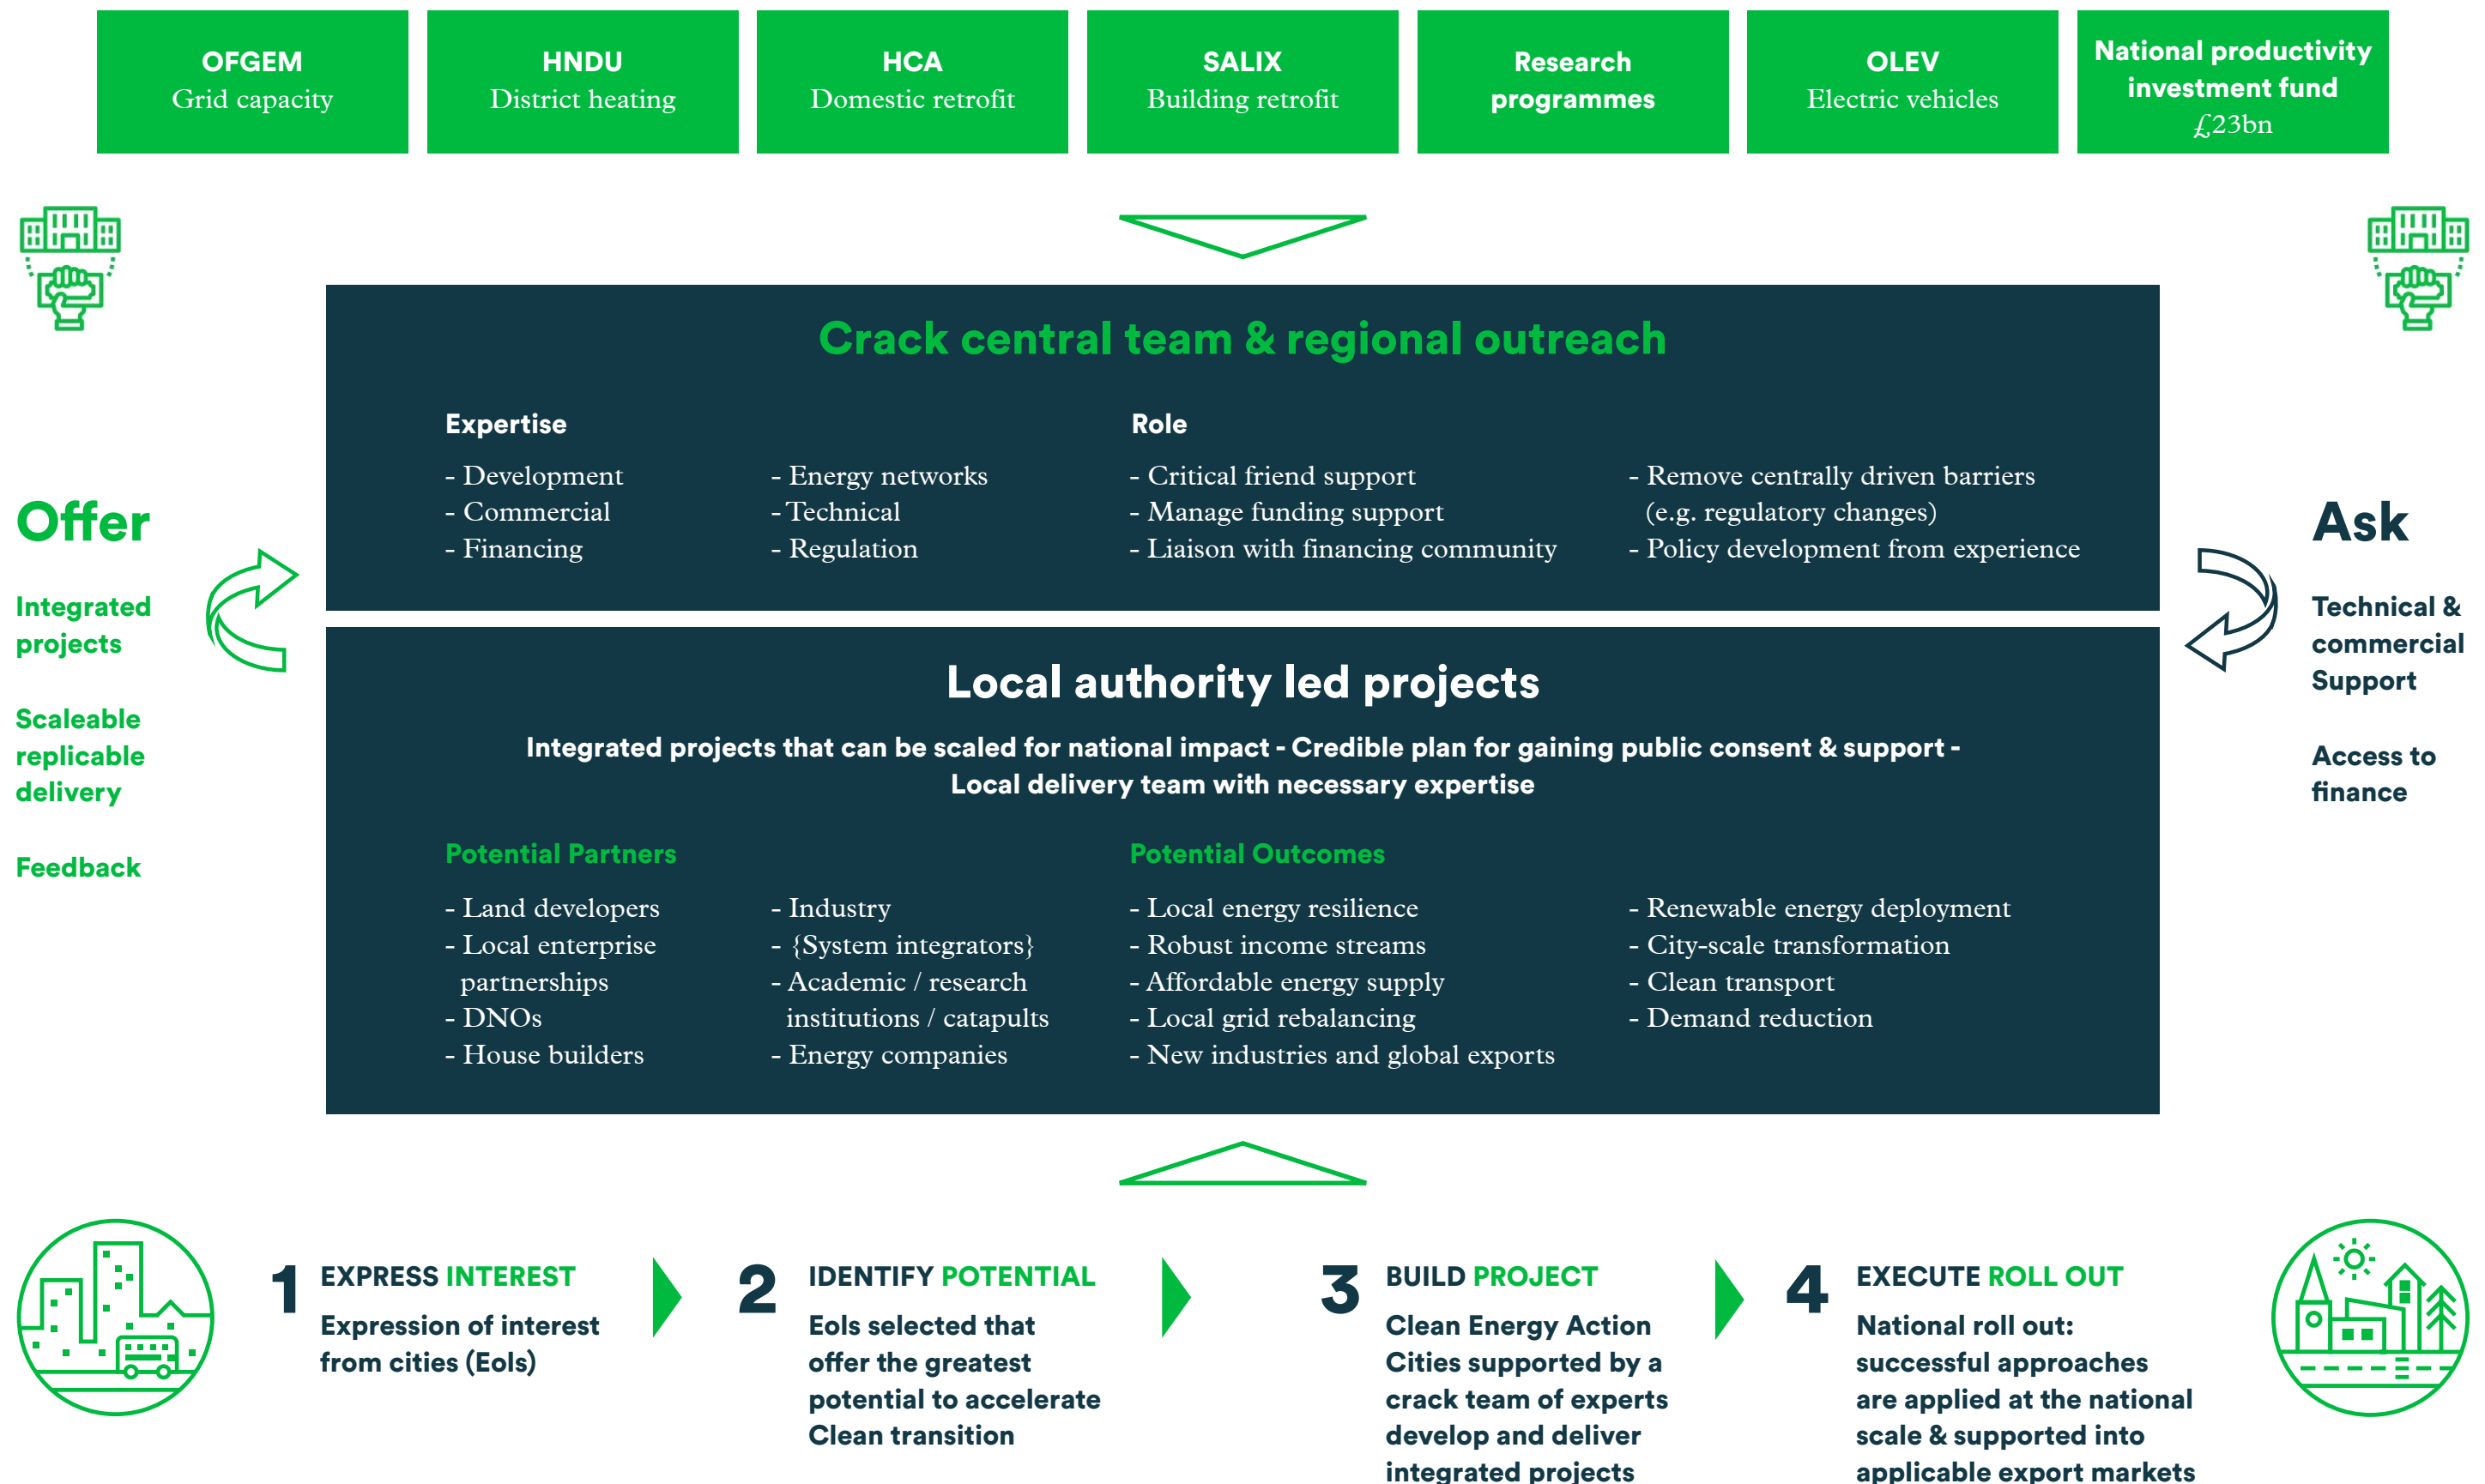 OFGEM
Grid capacity
HNDU
District heating
HCA
Domestic retrofit
SALIX
Building retrofit
Research
programmes
OLEV
Electric vehicles
National productivity
investment fund
£23bn
Crack central team & regional outreach
Expertise
- Development
- Commercial
- Financing
- Energy networks
- Technical
- Regulation
Role
- Critical friend support
- Manage funding support
- Liaison with financing community
- Remove centrally driven barriers
(e.g. regulatory changes)
- Policy development from experience
Offer
Integrated
projects
Scaleable
replicable
delivery
Feedback
Ask
Technical &
commercial
Support
Access to
finance
Local authority led projects
Integrated projects that can be scaled for national impact - Credible plan for gaining public consent & support -
Local delivery team with necessary expertise
Potential Partners
- Land developers
- Local enterprise
partnerships
- DNOs
- House builders
- Industry
- {System integrators}
- Academic / research
institutions / catapults
- Energy companies
Potential Outcomes
- Local energy resilience
- Robust income streams
- Affordable energy supply
- Local grid rebalancing
- New industries and global exports
- Renewable energy deployment
- City-scale transformation
- Clean transport
- Demand reduction
1 EXPRESS INTEREST
Expression of interest
from cities (EoIs)
2 IDENTIFY POTENTIAL
EoIs selected that
offer the greatest
potential to accelerate
Clean transition
3 BUILD PROJECT
Clean Energy Action
Cities supported by a
crack team of experts
develop and deliver
integrated projects
4 EXECUTE ROLL OUT
National roll out:
successful approaches
are applied at the national
scale & supported into
applicable export markets